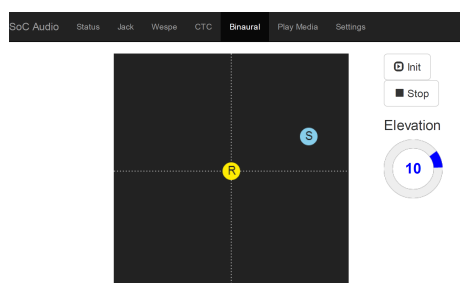 SoC Audio Status Jack Wespe CTC Binaural Play Media Settings
Init
Stop
S
Elevation
R
10